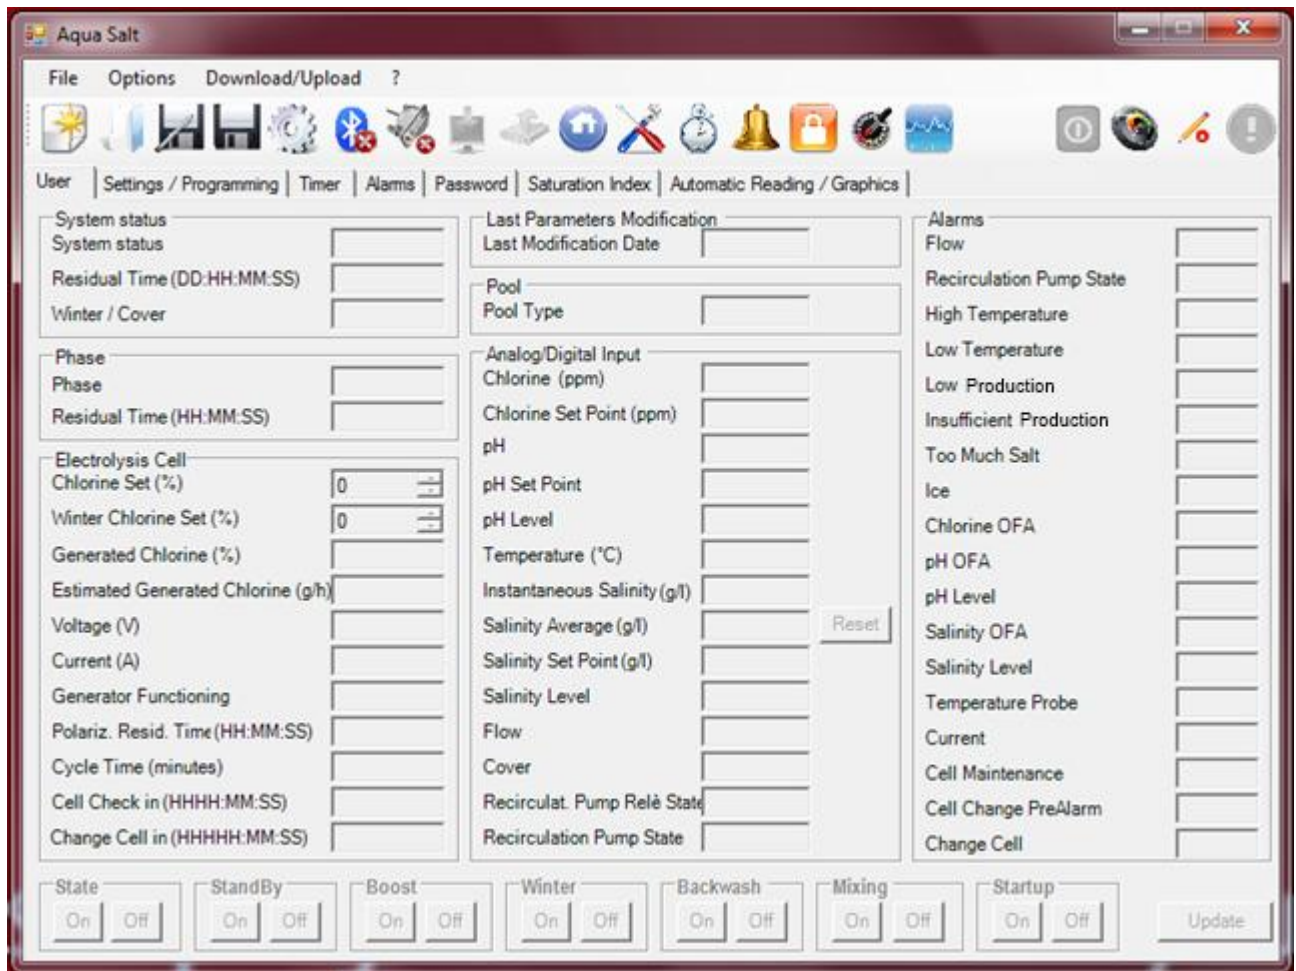 Aqua Salt
File Options Download/Upload ?
User Settings / Programming Timer Alarms Password Saturation Index Automatic Reading / Graphics
System status
System status
Residual Time (DD:HH:MM:SS)
Winter / Cover
Phase
Phase
Residual Time (HH:MM:SS)
Electrolysis Cell
Chlorine Set (%) 0
Winter Chlorine Set (%) 0
Generated Chlorine (%)
Estimated Generated Chlorine (g/h)
Voltage (V)
Current (A)
Generator Functioning
Polariz. Resid. Time (HH:MM:SS)
Cycle Time (minutes)
Cell Check in (HHHH:MM:SS)
Change Cell in (HHHHH:MM:SS)
Last Parameters Modification
Last Modification Date
Pool
Pool Type
Analog/Digital Input
Chlorine (ppm)
Chlorine Set Point (ppm)
pH
pH Set Point
pH Level
Temperature (°C)
Instantaneous Salinity (g/l)
Salinity Average (g/l) Reset
Salinity Set Point (g/l)
Salinity Level
Flow
Cover
Recirculat. Pump Relè State
Recirculation Pump State
Alarms
Flow
Recirculation Pump State
High Temperature
Low Temperature
Low Production
Insufficient Production
Too Much Salt
Ice
Chlorine OFA
pH OFA
pH Level
Salinity OFA
Salinity Level
Temperature Probe
Current
Cell Maintenance
Cell Change PreAlarm
Change Cell
State StandBy Boost Winter Backwash Mixing Startup
On Off On Off On Off On Off On Off On Off On Off Update